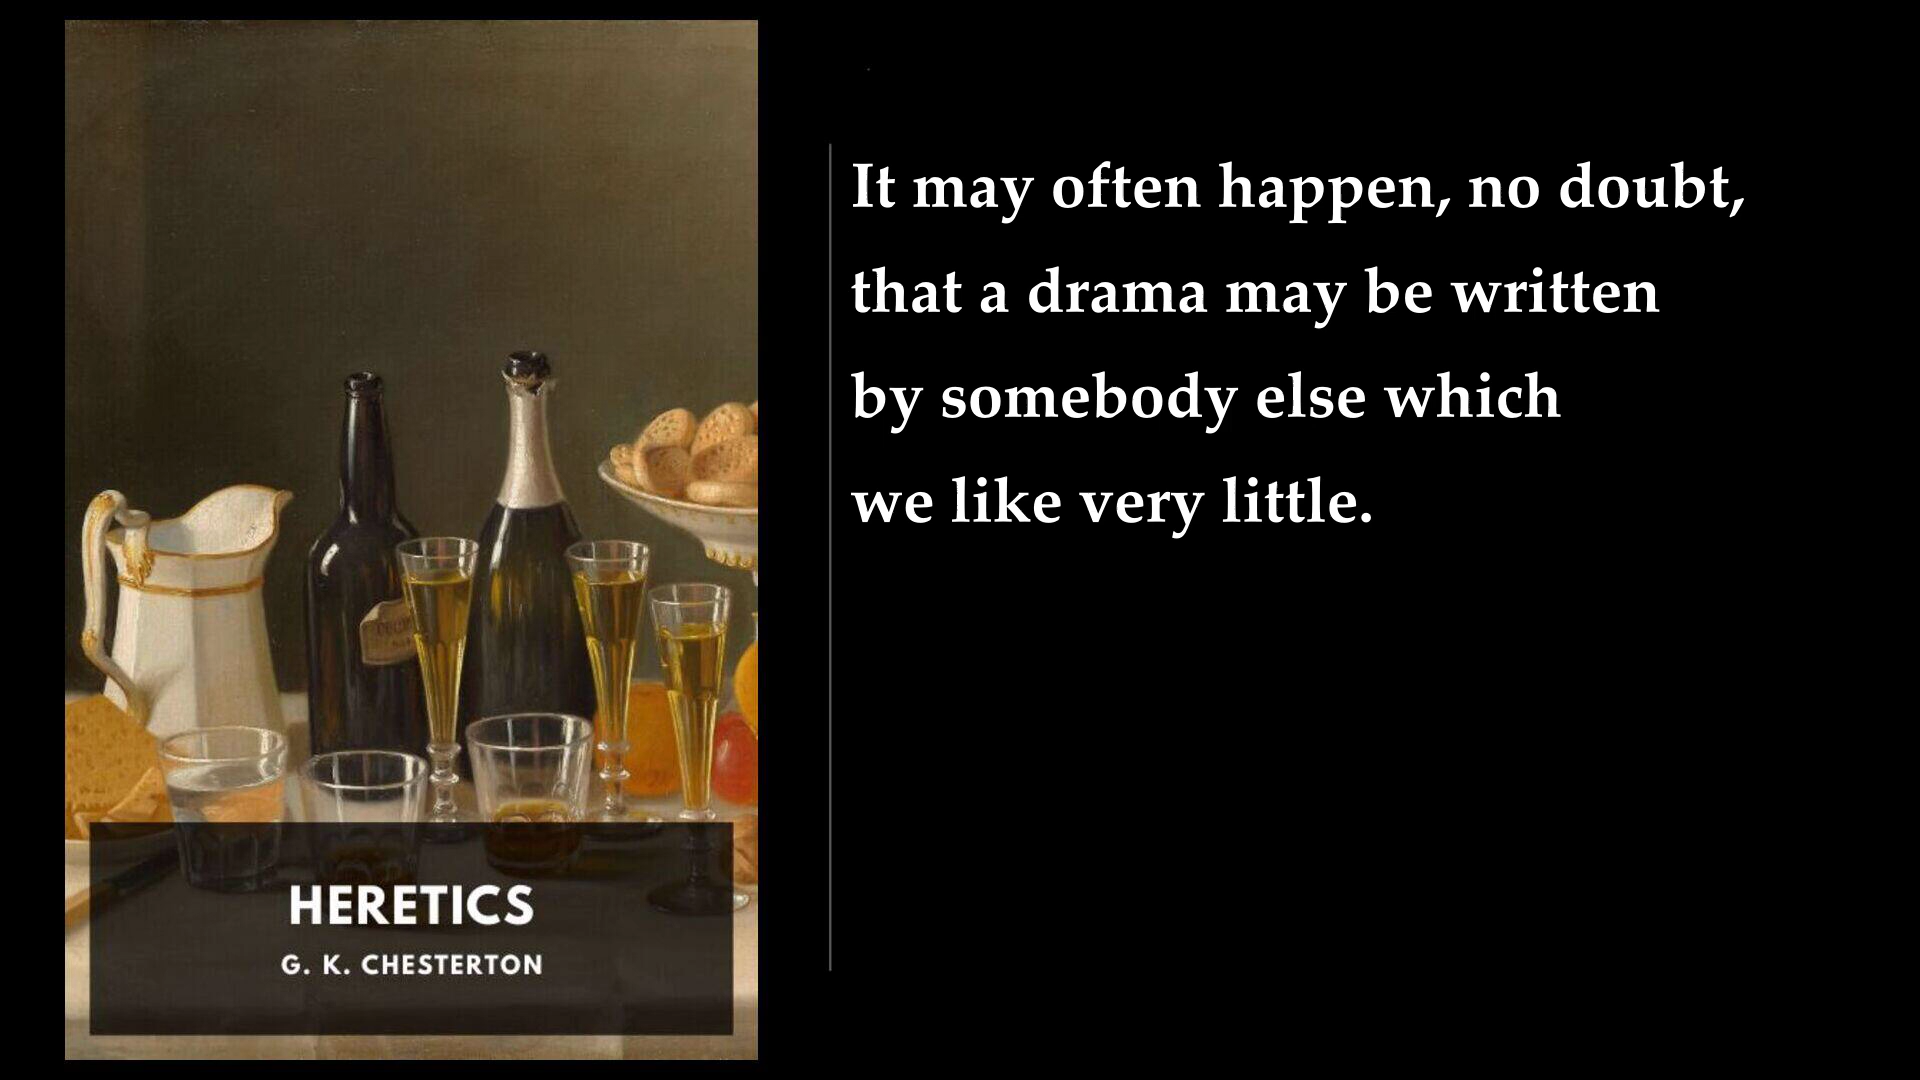 It may often happen, no doubt,
that a drama may be written
by somebody else which
we like very little.
HERETICS
G. K. CHESTERTON